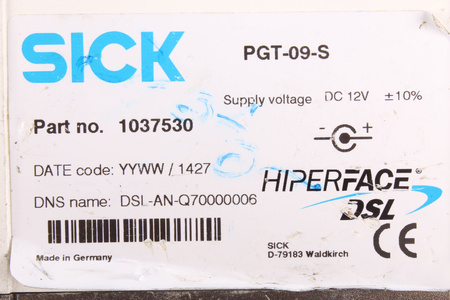 SICK
PGT-09-S
Supply voltage DC 12V ±10%
Part no. 1037530
- +
DATE code: YYWW / 1427
HIPERFACE®
DSL
DNS name: DSL-AN-Q70000006
CE
Made in Germany
SICK
D-79183 Waldkirch